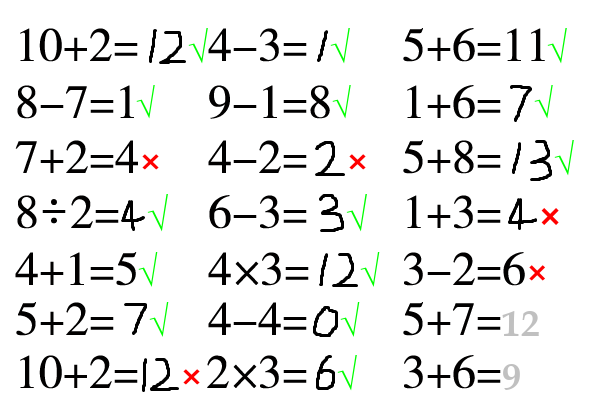 10+2=12 √ 4−3=1 √ 5+6=11 √
8−7=1 √ 9−1=8 √ 1+6=7 √
7+2=4 × 4−2=2 × 5+8=13 √
8÷2=4 √ 6−3=3 √ 1+3=4 ×
4+1=5 √ 4×3=12 √ 3−2=6 ×
5+2=7 √ 4−4=0 √ 5+7=12
10+2=12 × 2×3=6 √ 3+6=9